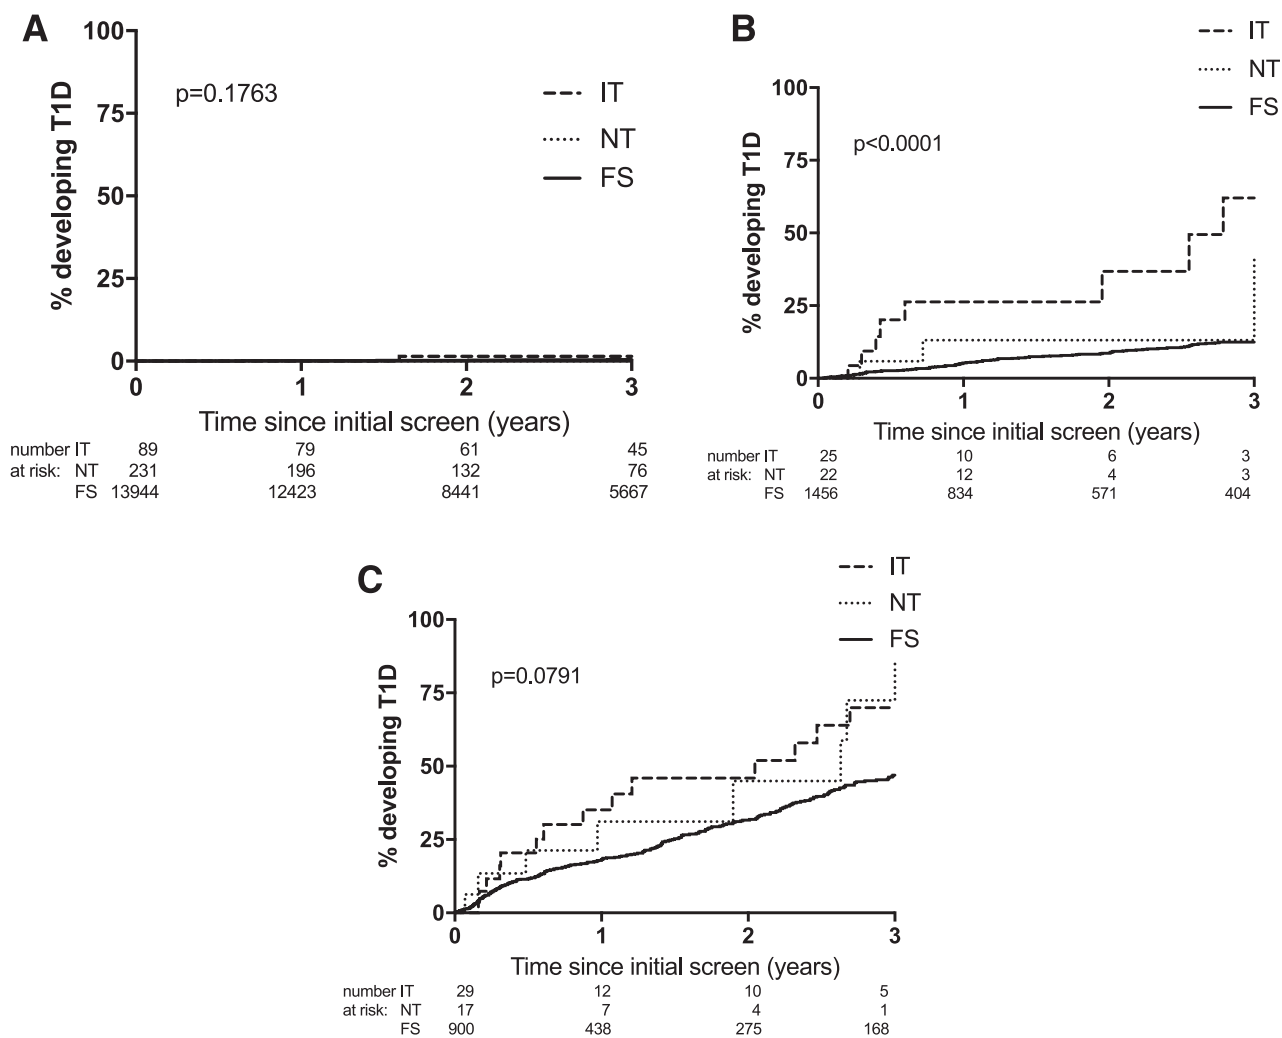 A
100
75
50
25
0
% developing T1D
p=0.1763
IT
NT
FS
0 1 2 3
Time since initial screen (years)
number IT 89 79 61 45
at risk: NT 231 196 132 76
FS 13944 12423 8441 5667
B
IT
NT
FS
100
75
50
25
0
% developing T1D
p<0.0001
0 1 2 3
Time since initial screen (years)
number IT 25 10 6 3
at risk: NT 22 12 4 3
FS 1456 834 571 404
C
IT
NT
FS
100
75
50
25
0
% developing T1D
p=0.0791
0 1 2 3
Time since initial screen (years)
number IT 29 12 10 5
at risk: NT 17 7 4 1
FS 900 438 275 168